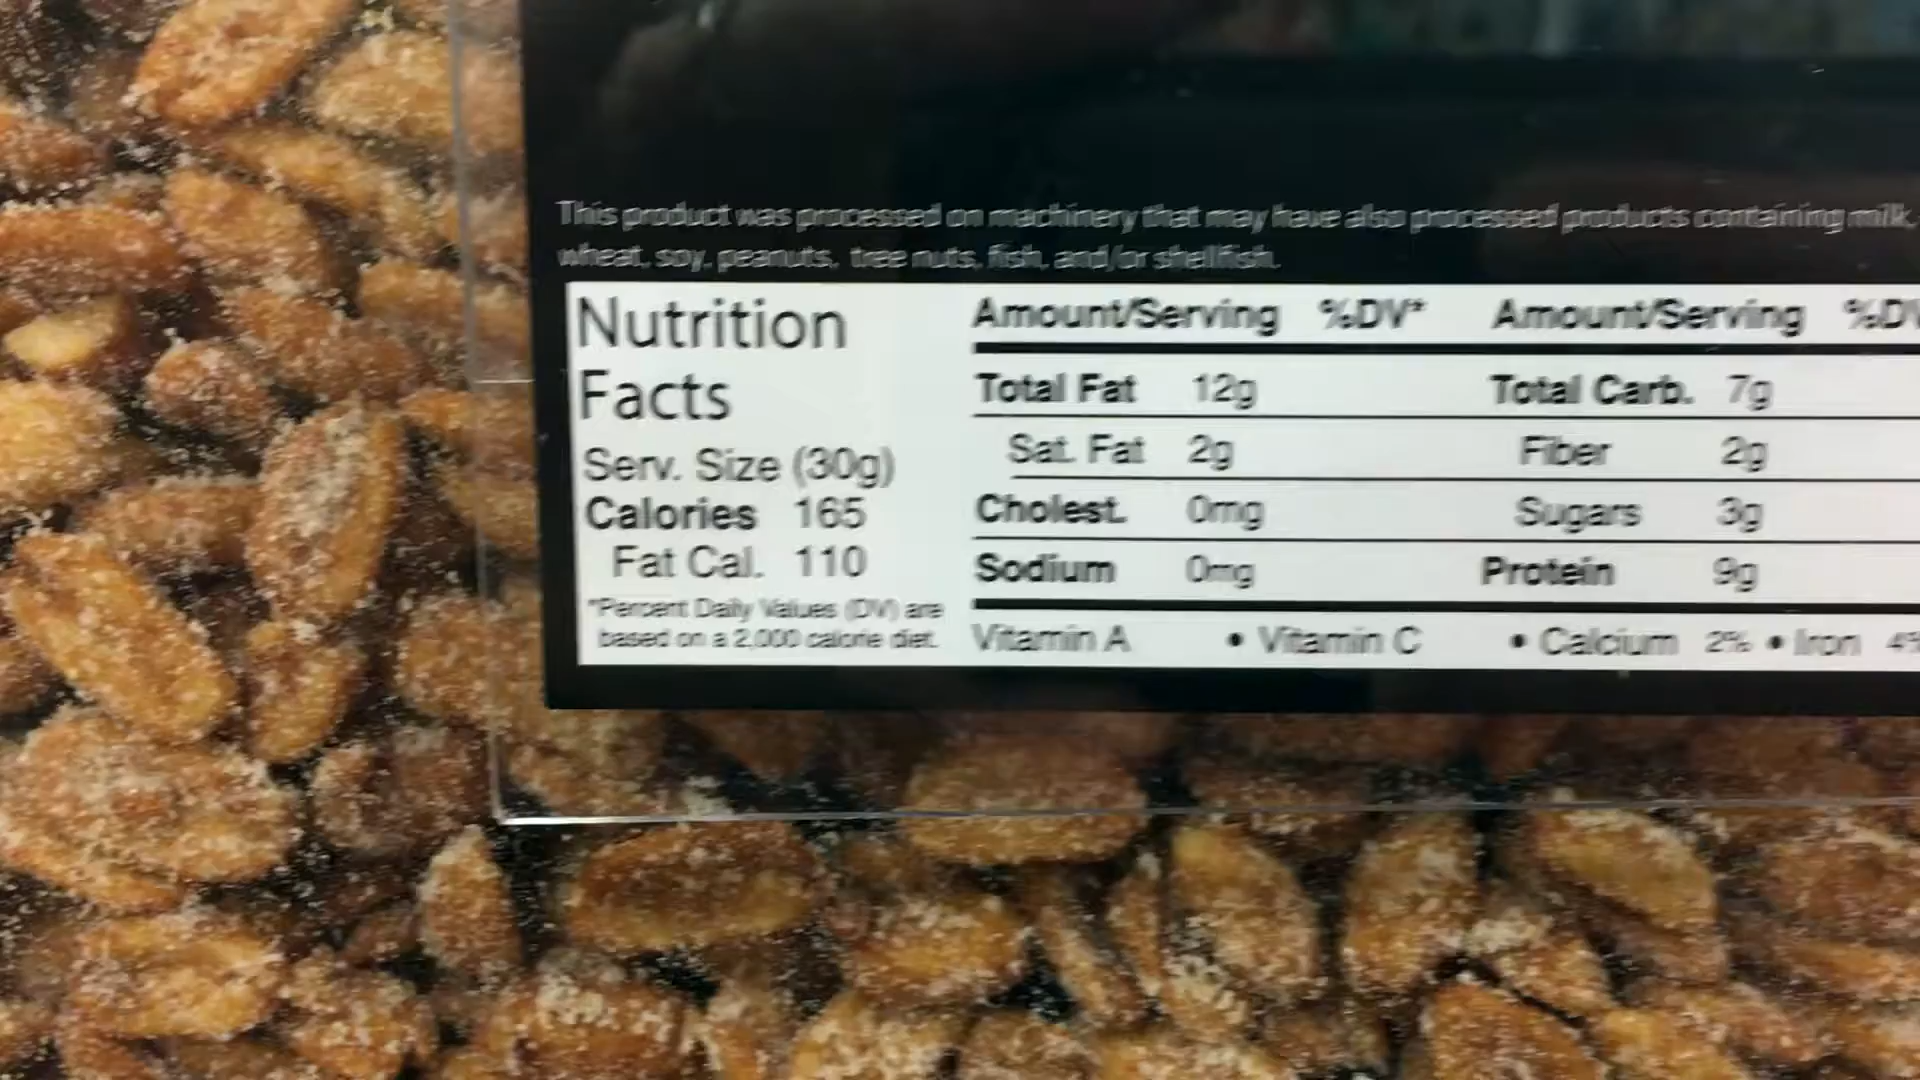 This product was processed on machinery that may have also processed products containing milk,
wheat, soy, peanuts, tree nuts, fish, and/or shellfish.
Nutrition
Facts
Serv. Size (30g)
Calories 165
Fat Cal. 110
*Percent Daily Values (DV) are
based on a 2,000 calorie diet.
Amount/Serving %DV* Amount/Serving %DV
Total Fat 12g Total Carb. 7g
Sat. Fat 2g Fiber 2g
Cholest. 0mg Sugars 3g
Sodium 0mg Protein 9g
Vitamin A • Vitamin C • Calcium 2% • Iron 4%